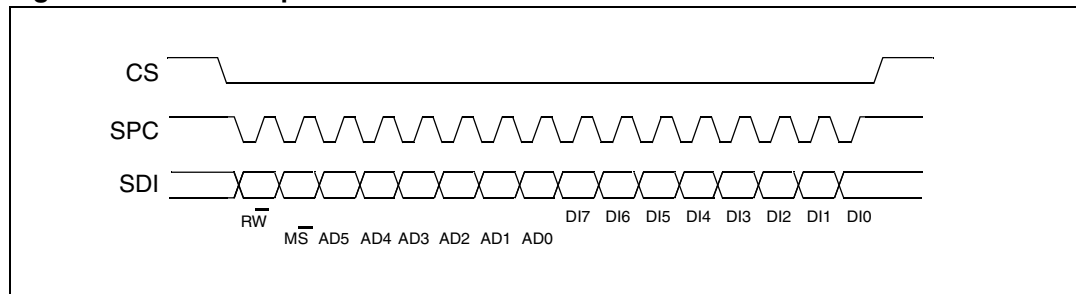 CS
SPC
SDI
RW̅ DI7 DI6 DI5 DI4 DI3 DI2 DI1 DI0
MS̅ AD5 AD4 AD3 AD2 AD1 AD0